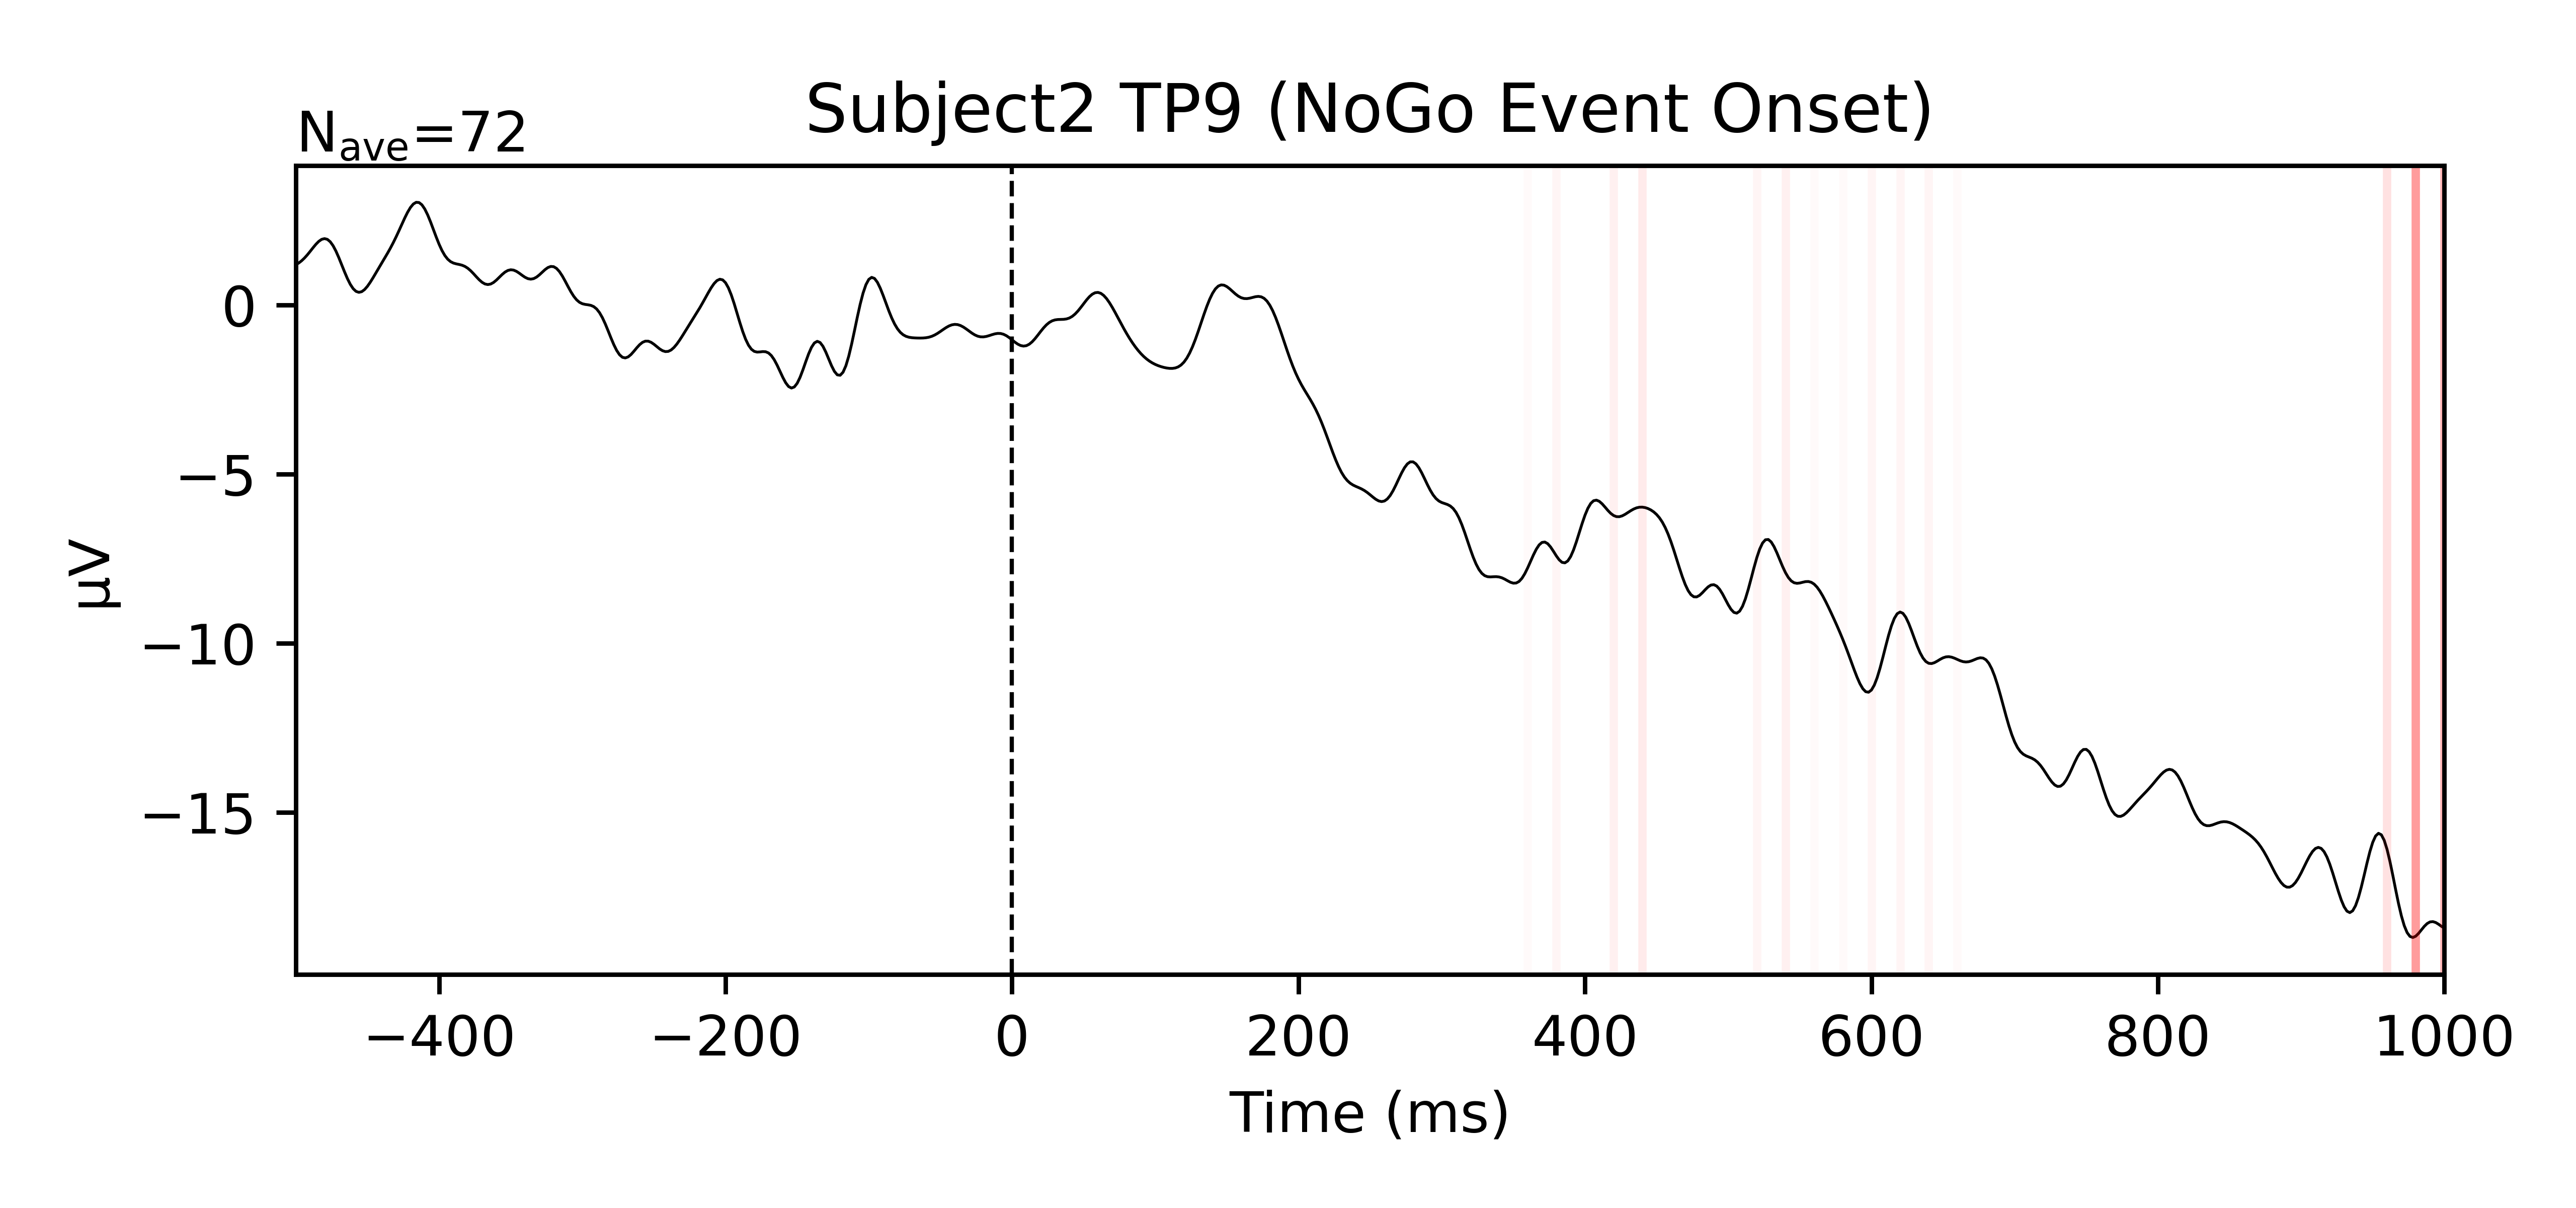 Subject2 TP9 (NoGo Event Onset)
Nave=72
µV
0
−5
−10
−15
−400 −200 0 200 400 600 800 1000
Time (ms)